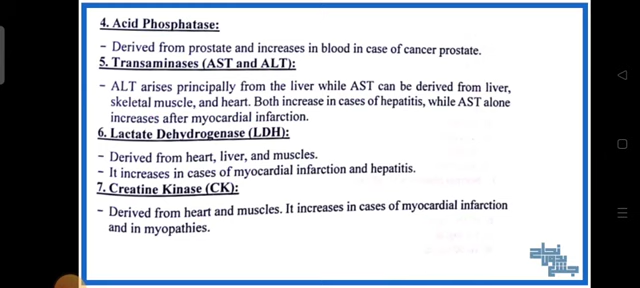 4. Acid Phosphatase:
- Derived from prostate and increases in blood in case of cancer prostate.
5. Transaminases (AST and ALT):
- ALT arises principally from the liver while AST can be derived from liver,
skeletal muscle, and heart. Both increase in cases of hepatitis, while AST alone
increases after myocardial infarction.
6. Lactate Dehydrogenase (LDH):
- Derived from heart, liver, and muscles.
- It increases in cases of myocardial infarction and hepatitis.
7. Creatine Kinase (CK):
- Derived from heart and muscles. It increases in cases of myocardial infarction
and in myopathies.
نجاح
بدون
جشع